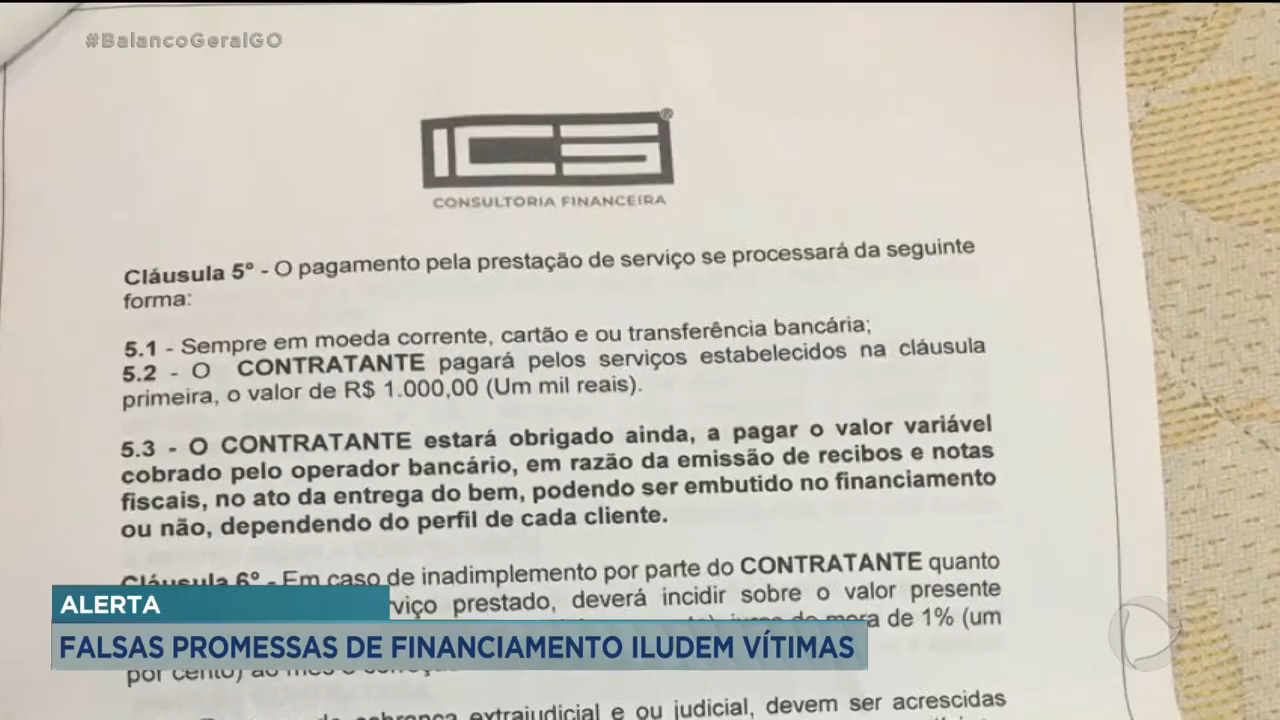 #BalancoGeralGO
ICS®
CONSULTORIA FINANCEIRA
Cláusula 5º - O pagamento pela prestação de serviço se processará da seguinte
forma:
5.1 - Sempre em moeda corrente, cartão e ou transferência bancária;
5.2 - O CONTRATANTE pagará pelos serviços estabelecidos na cláusula
primeira, o valor de R$ 1.000,00 (Um mil reais).
5.3 - O CONTRATANTE estará obrigado ainda, a pagar o valor variável
cobrado pelo operador bancário, em razão da emissão de recibos e notas
fiscais, no ato da entrega do bem, podendo ser embutido no financiamento
ou não, dependendo do perfil de cada cliente.
Cláusula 6º - Em caso de inadimplemento por parte do CONTRATANTE quanto
prestado, deverá incidir sobre o valor presente
de mora de 1% (um
por cento) ao mês e
extrajudicial e ou judicial, devem ser acrescidas
ALERTA
FALSAS PROMESSAS DE FINANCIAMENTO ILUDEM VÍTIMAS